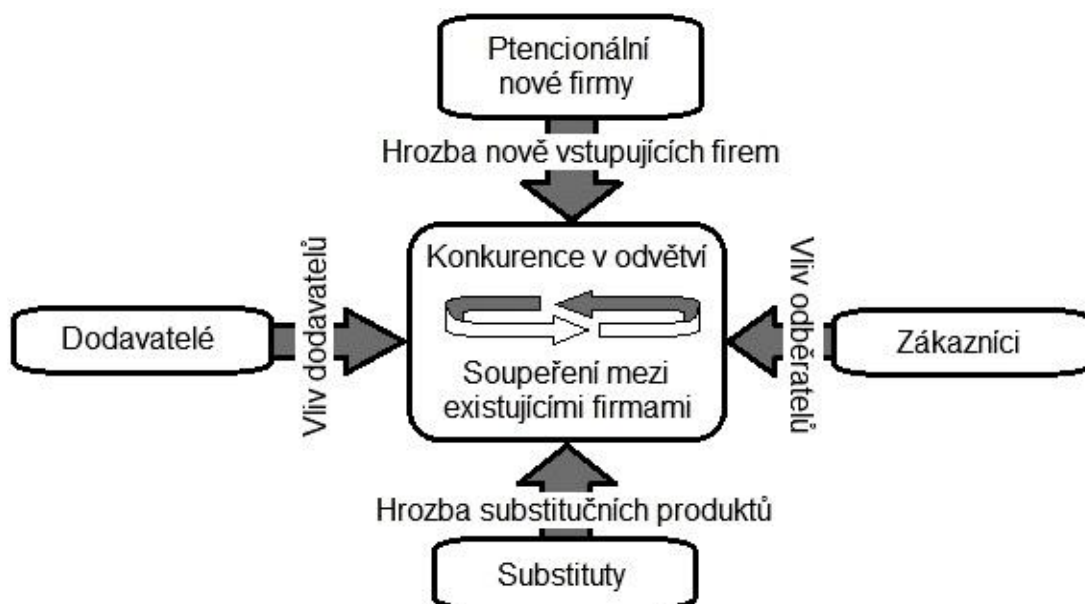 Ptencionální
nové firmy
Hrozba nově vstupujících firem
Konkurence v odvětví
Dodavatelé
Vliv dodavatelů
Soupeření mezi
existujícími firmami
Vliv odběratelů
Zákazníci
Hrozba substitučních produktů
Substituty